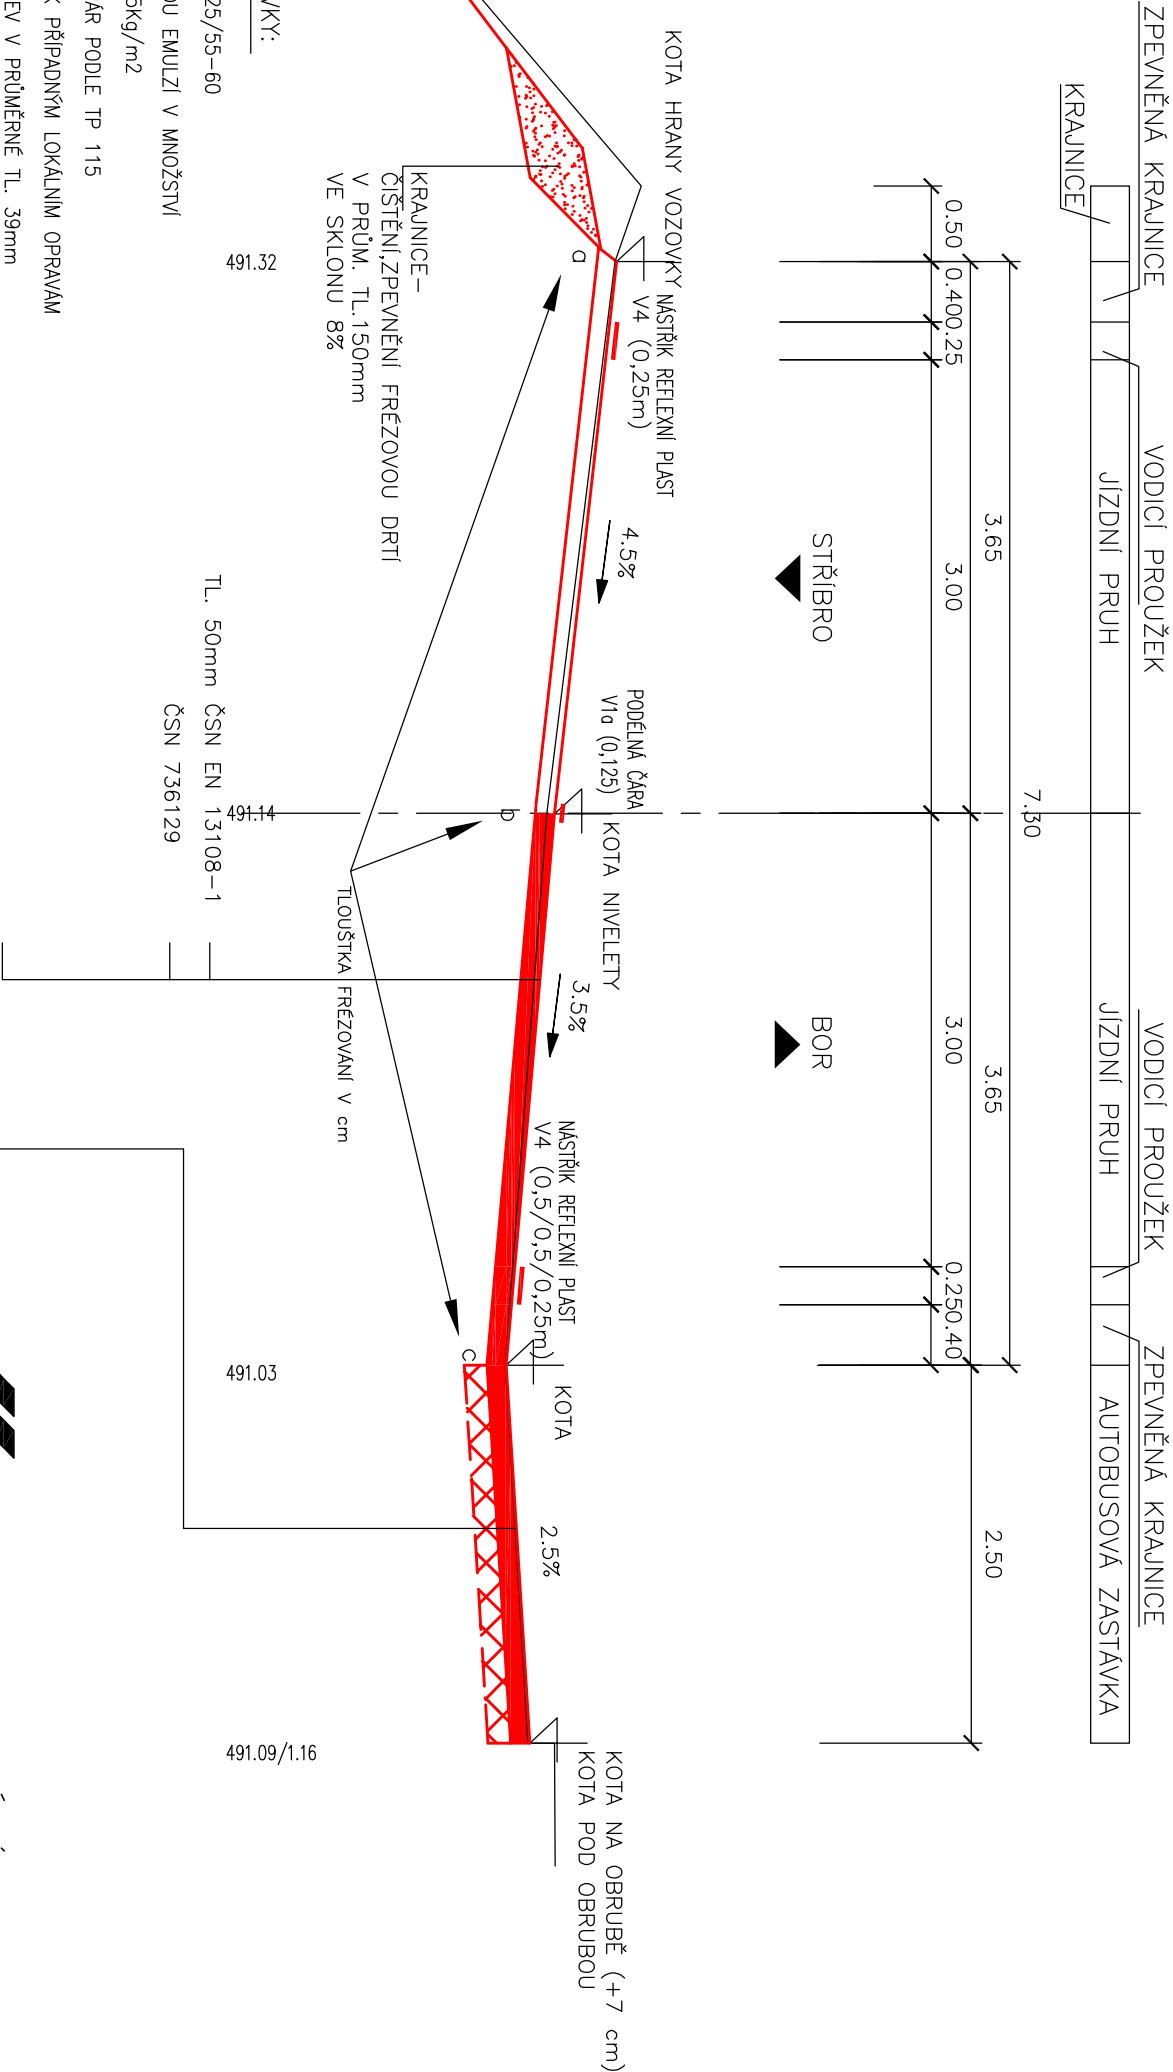 ZPEVNĚNÁ KRAJNICE
VODICÍ PROUŽEK
VODICÍ PROUŽEK
ZPEVNĚNÁ KRAJNICE
KRAJNICE
JÍZDNÍ PRUH
JÍZDNÍ PRUH
AUTOBUSOVÁ ZASTÁVKA
7.30
3.65
3.65
2.50
0.50
0.40
0.25
3.00
3.00
0.25
0.40
STŘÍBRO
BOR
KOTA HRANY VOZOVKY
NÁSTŘIK REFLEXNÍ PLAST
V4 (0,25m)
4.5%
PODÉLNÁ ČÁRA
V1a (0,125)
KOTA NIVELETY
3.5%
NÁSTŘIK REFLEXNÍ PLAST
V4 (0,5/0,5/0,25m)
KOTA
2.5%
KOTA NA OBRUBĚ (+7 cm)
KOTA POD OBRUBOU
a
b
c
KRAJNICE-
ČIŠTĚNÍ,ZPEVNĚNÍ FRÉZOVOU DRTÍ
V PRŮM. TL.150mm
VE SKLONU 8%
TLOUŠTKA FRÉZOVÁNÍ V cm
491.32
491.14
491.03
491.09/1.16
VKY:
25/55-60
TL. 50mm ČSN EN 13108-1
OU EMULZÍ V MNOŽSTVÍ
ČSN 736129
5Kg/m2
ÁR PODLE TP 115
K PŘÍPADNÝM LOKÁLNÍM OPRAVÁM
EV V PRŮMĚRNÉ TL. 39mm